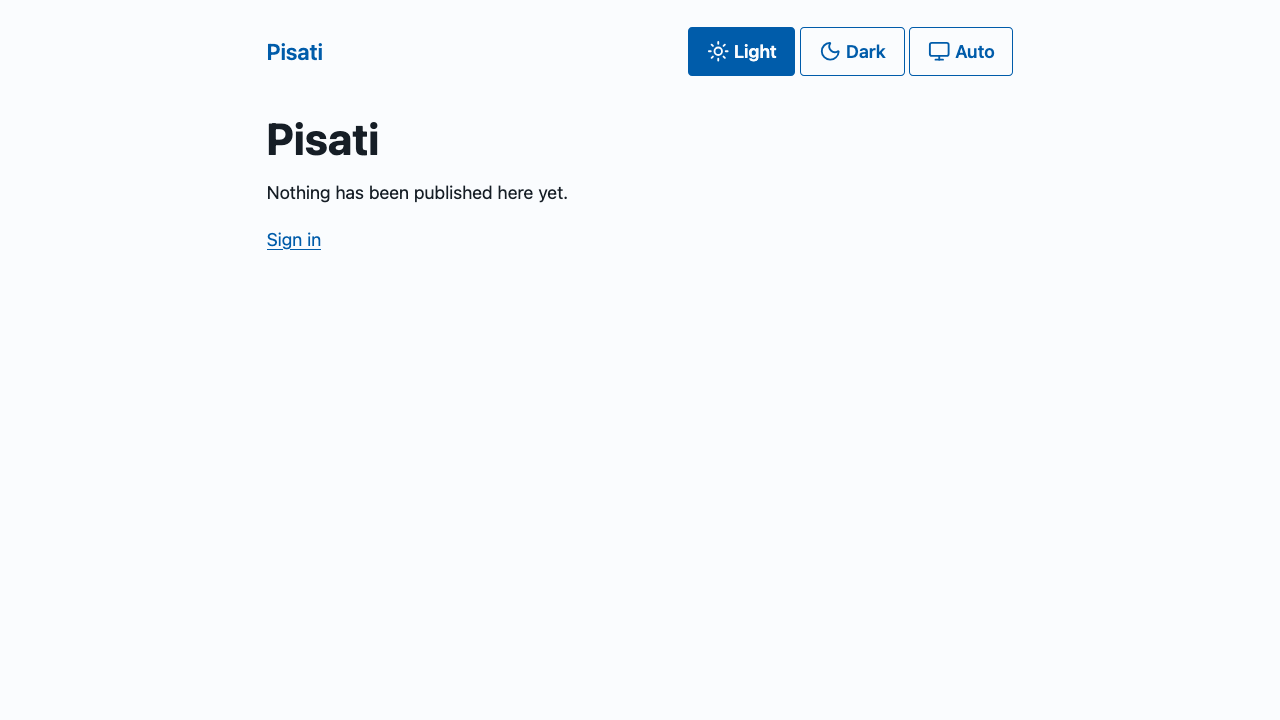 Pisati
Light
Dark
Auto
Pisati
Nothing has been published here yet.
Sign in